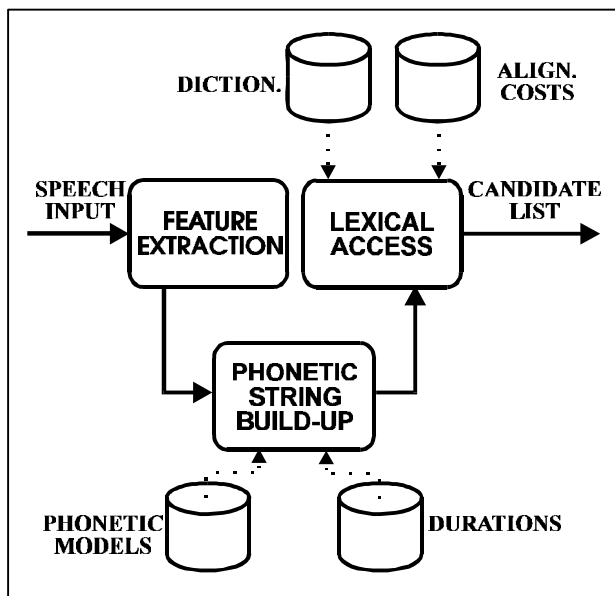 DICTION.
ALIGN.
COSTS
SPEECH
INPUT
FEATURE
EXTRACTION
LEXICAL
ACCESS
CANDIDATE
LIST
PHONETIC
STRING
BUILD-UP
PHONETIC
MODELS
DURATIONS